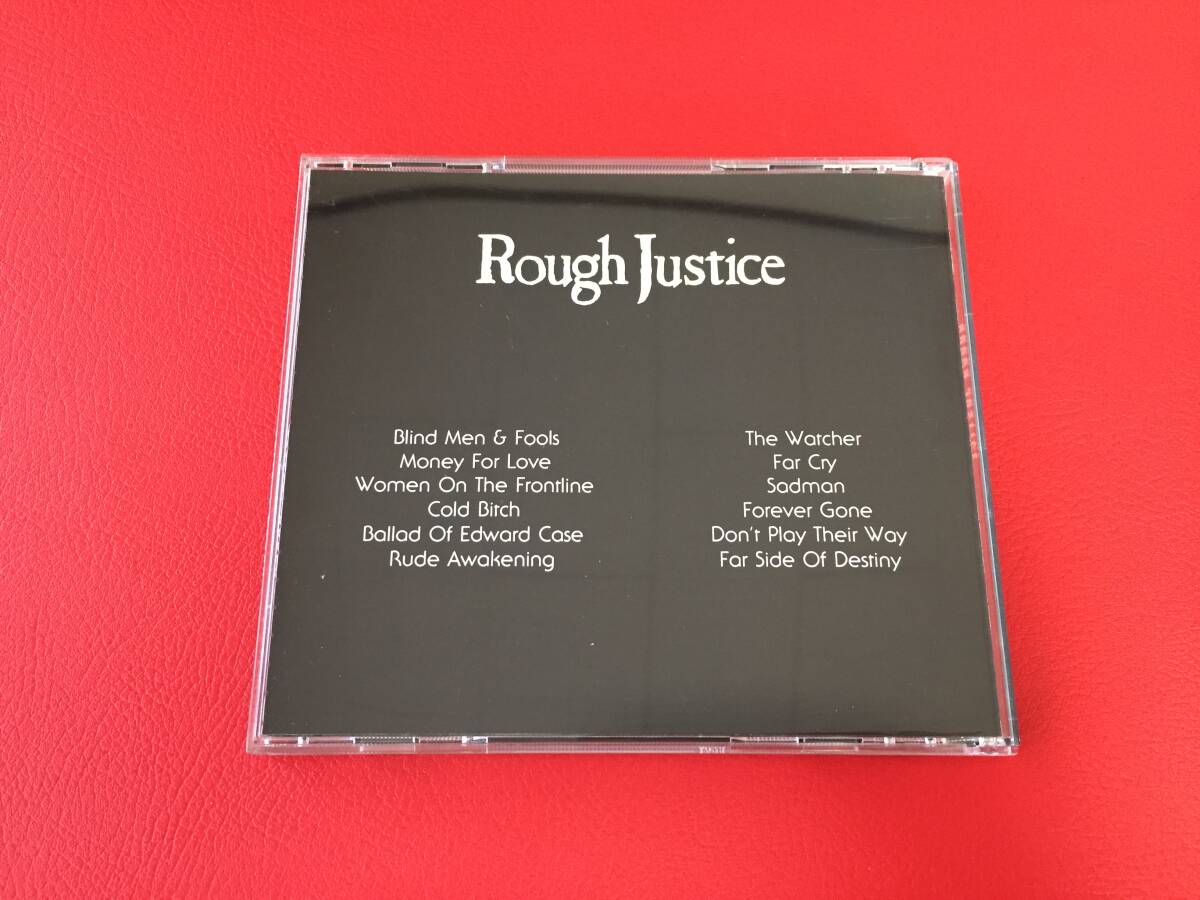 Rough Justice
Blind Men & Fools
Money For Love
Women On The Frontline
Cold Bitch
Ballad Of Edward Case
Rude Awakening
The Watcher
Far Cry
Sadman
Forever Gone
Don't Play Their Way
Far Side Of Destiny